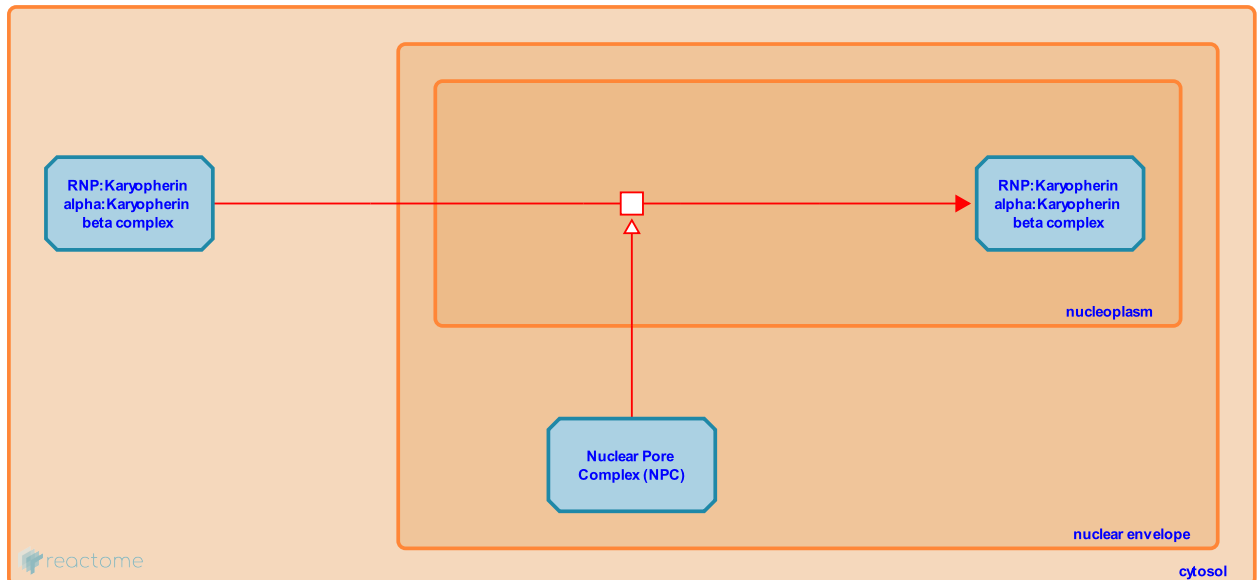 RNP:Karyopherin
alpha:Karyopherin
beta complex
RNP:Karyopherin
alpha:Karyopherin
beta complex
nucleoplasm
Nuclear Pore
Complex (NPC)
nuclear envelope
reactome
cytosol